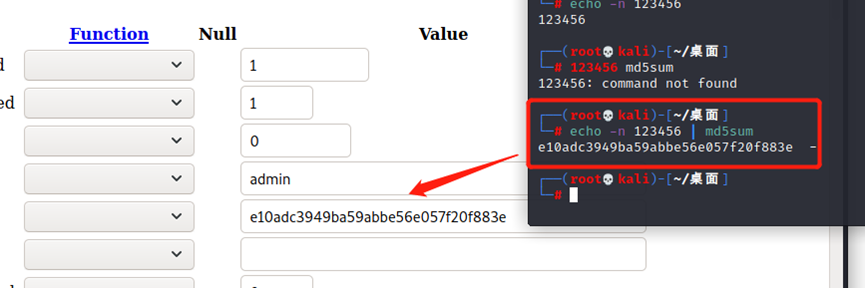 Function Null Value
d
1
ed
1
0
admin
e10adc3949ba59abbe56e057f20f883e
└─# echo -n 123456
123456
┌──(root💀kali)-[~/桌面]
└─# 123456 md5sum
123456: command not found
┌──(root💀kali)-[~/桌面]
└─# echo -n 123456 | md5sum
e10adc3949ba59abbe56e057f20f883e  -
┌──(root💀kali)-[~/桌面]
└─#